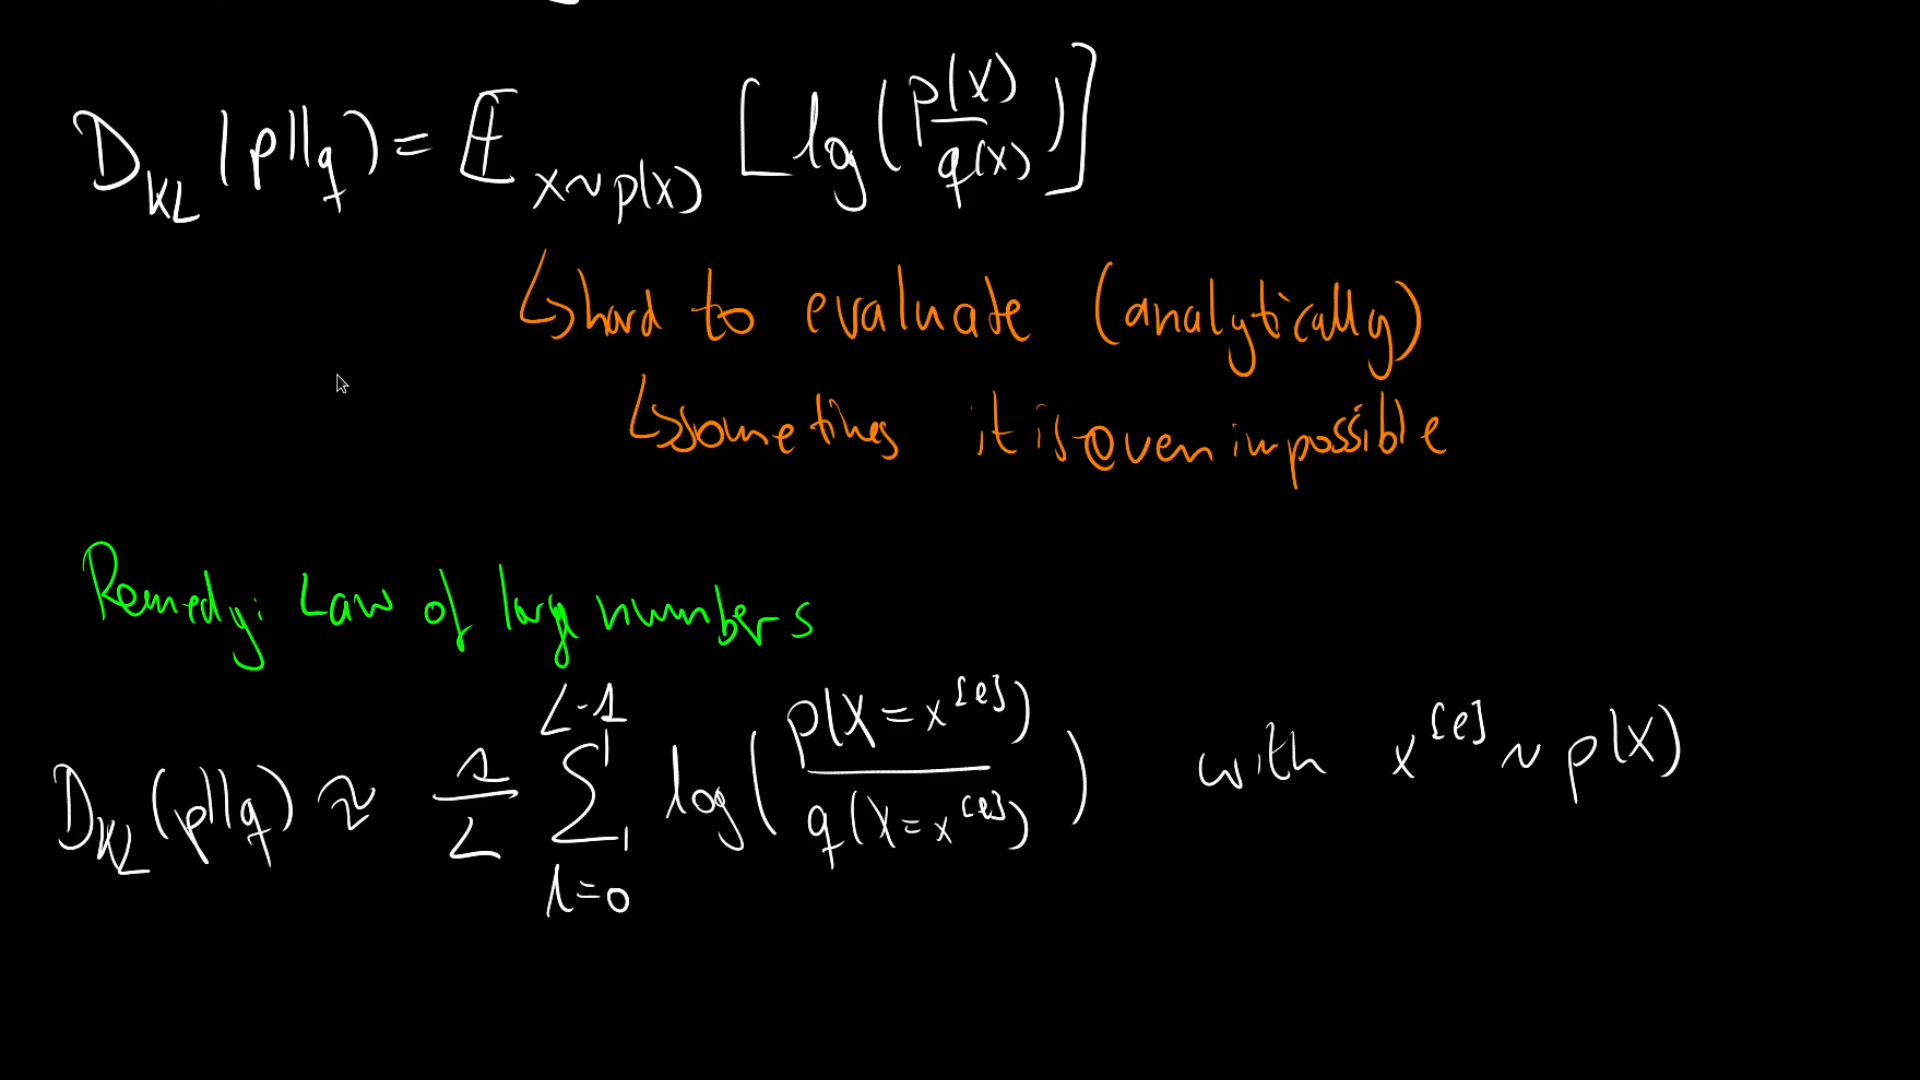 D_KL (p||q) = 𝔼_{X~p(X)} [log(p(X)/q(X))]
↳ hard to evaluate (analytically)
↳ sometimes it is even impossible
Remedy: Law of large numbers
D_KL (p||q) ≈ 1/L ∑_{l=0}^{L-1} log(p(X=x^[l])/q(X=x^[l])) with x^[l] ~ p(X)